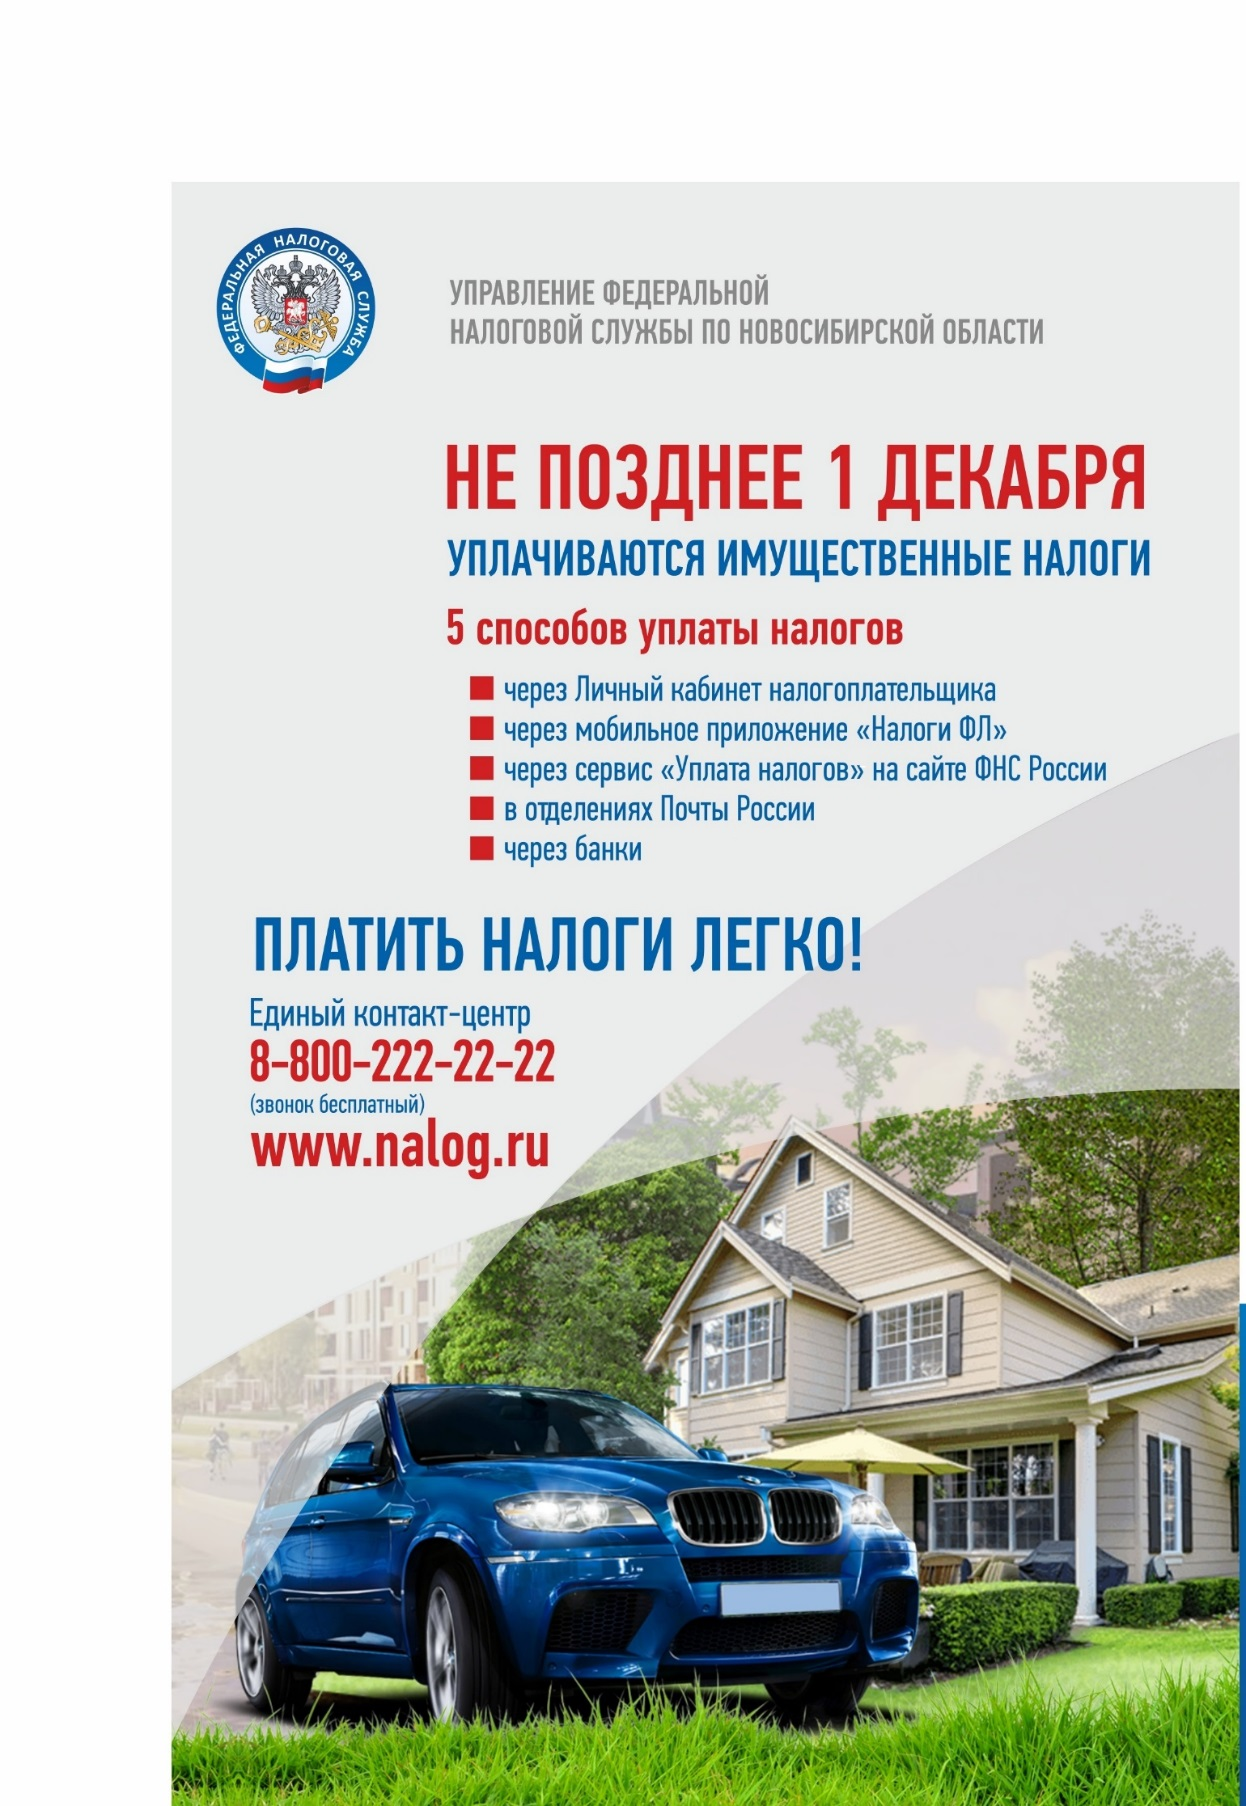 ФЕДЕРАЛЬНАЯ НАЛОГОВАЯ СЛУЖБА
УПРАВЛЕНИЕ ФЕДЕРАЛЬНОЙ
НАЛОГОВОЙ СЛУЖБЫ ПО НОВОСИБИРСКОЙ ОБЛАСТИ
НЕ ПОЗДНЕЕ 1 ДЕКАБРЯ
УПЛАЧИВАЮТСЯ ИМУЩЕСТВЕННЫЕ НАЛОГИ
5 способов уплаты налогов
через Личный кабинет налогоплательщика
через мобильное приложение «Налоги ФЛ»
через сервис «Уплата налогов» на сайте ФНС России
в отделениях Почты России
через банки
ПЛАТИТЬ НАЛОГИ ЛЕГКО!
Единый контакт-центр
8-800-222-22-22
(звонок бесплатный)
www.nalog.ru